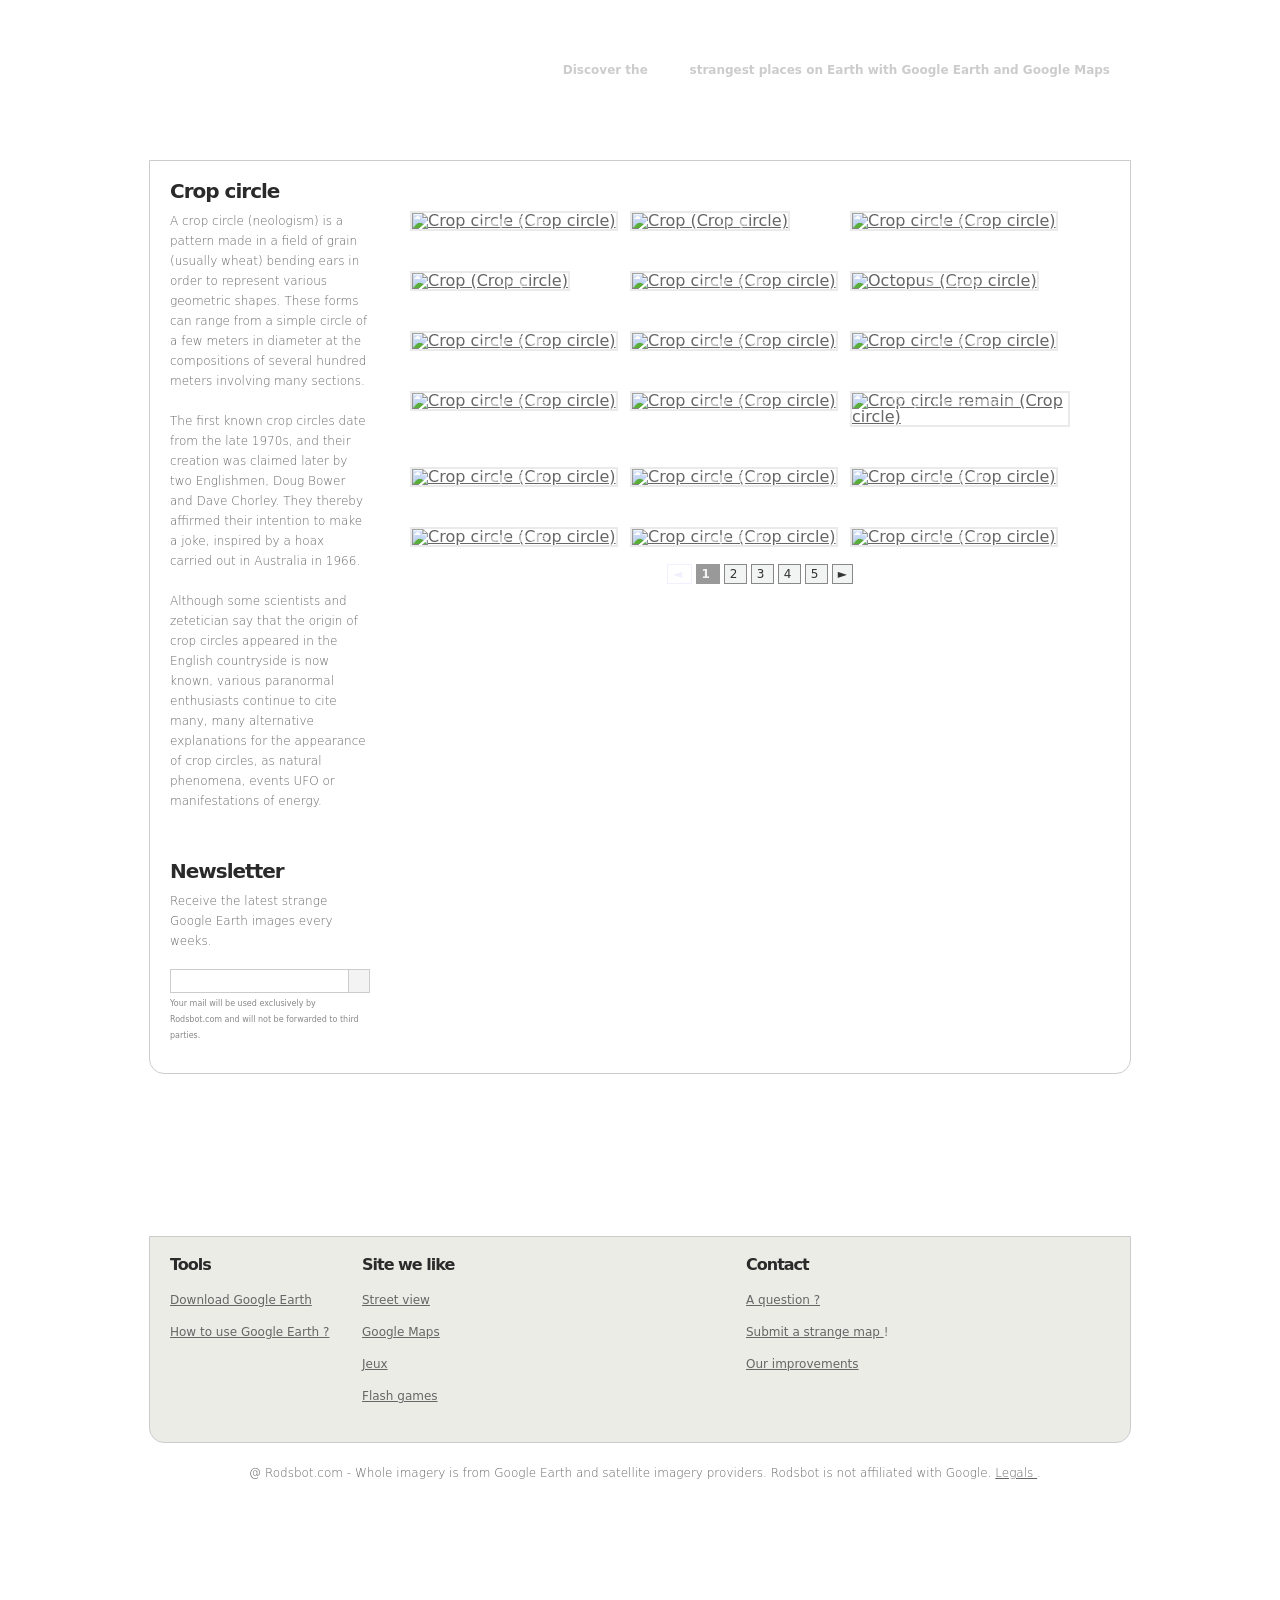 Discover the strangest places on Earth with Google Earth and Google Maps
Crop circle
A crop circle (neologism) is a
pattern made in a field of grain
(usually wheat) bending ears in
order to represent various
geometric shapes. These forms
can range from a simple circle of
a few meters in diameter at the
compositions of several hundred
meters involving many sections.
The first known crop circles date
from the late 1970s, and their
creation was claimed later by
two Englishmen, Doug Bower
and Dave Chorley. They thereby
affirmed their intention to make
a joke, inspired by a hoax
carried out in Australia in 1966.
Although some scientists and
zetetician say that the origin of
crop circles appeared in the
English countryside is now
known, various paranormal
enthusiasts continue to cite
many, many alternative
explanations for the appearance
of crop circles, as natural
phenomena, events UFO or
manifestations of energy.
Newsletter
Receive the latest strange
Google Earth images every
weeks.
Your mail will be used exclusively by
Rodsbot.com and will not be forwarded to third
parties.
Crop circle (Crop circle) Crop (Crop circle) Crop circle (Crop circle)
Crop (Crop circle) Crop circle (Crop circle) Octopus (Crop circle)
Crop circle (Crop circle) Crop circle (Crop circle) Crop circle (Crop circle)
Crop circle (Crop circle) Crop circle (Crop circle) Crop circle remain (Crop
circle)
Crop circle (Crop circle) Crop circle (Crop circle) Crop circle (Crop circle)
Crop circle (Crop circle) Crop circle (Crop circle) Crop circle (Crop circle)
◄ 1 2 3 4 5 ►
Tools
Download Google Earth
How to use Google Earth ?
Site we like
Street view
Google Maps
Jeux
Flash games
Contact
A question ?
Submit a strange map !
Our improvements
@ Rodsbot.com - Whole imagery is from Google Earth and satellite imagery providers. Rodsbot is not affiliated with Google. Legals .